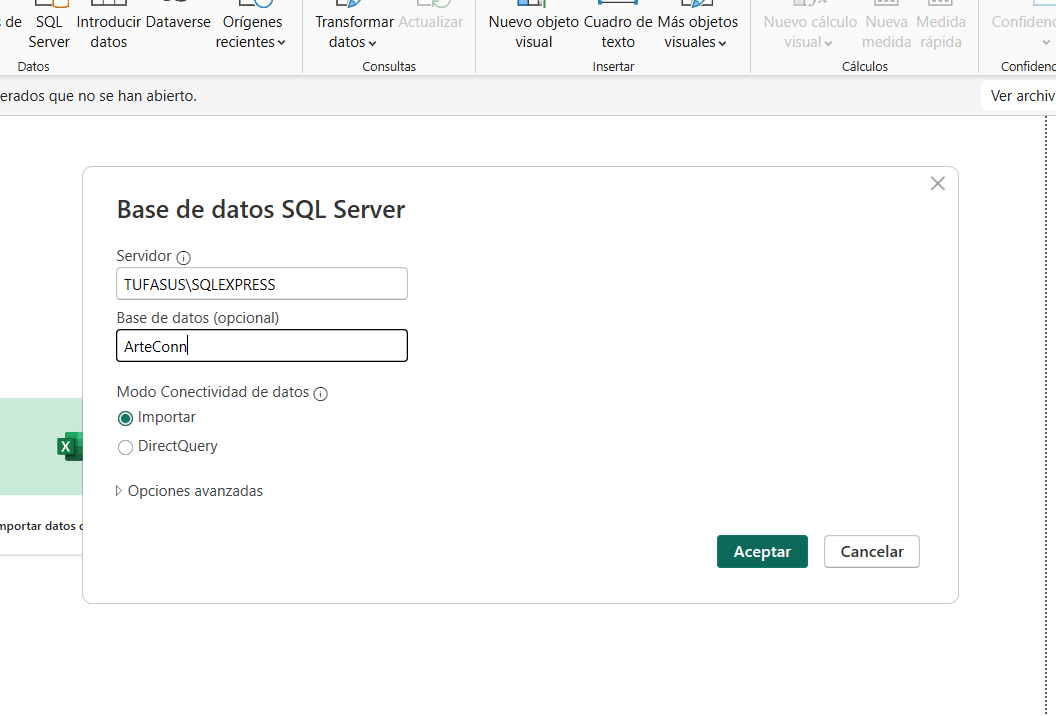 s de SQL Introducir Dataverse Orígenes Transformar Actualizar Nuevo objeto Cuadro de Más objetos Nuevo cálculo Nueva Medida Confidenc
Server datos recientes datos visual texto visuales visual medida rápida
Datos Consultas Insertar Cálculos Confidenc
erados que no se han abierto. Ver archiv
Base de datos SQL Server
Servidor
TUFASUS\SQLEXPRESS
Base de datos (opcional)
ArteConn
Modo Conectividad de datos
Importar
DirectQuery
Opciones avanzadas
Aceptar Cancelar
X
mportar datos d